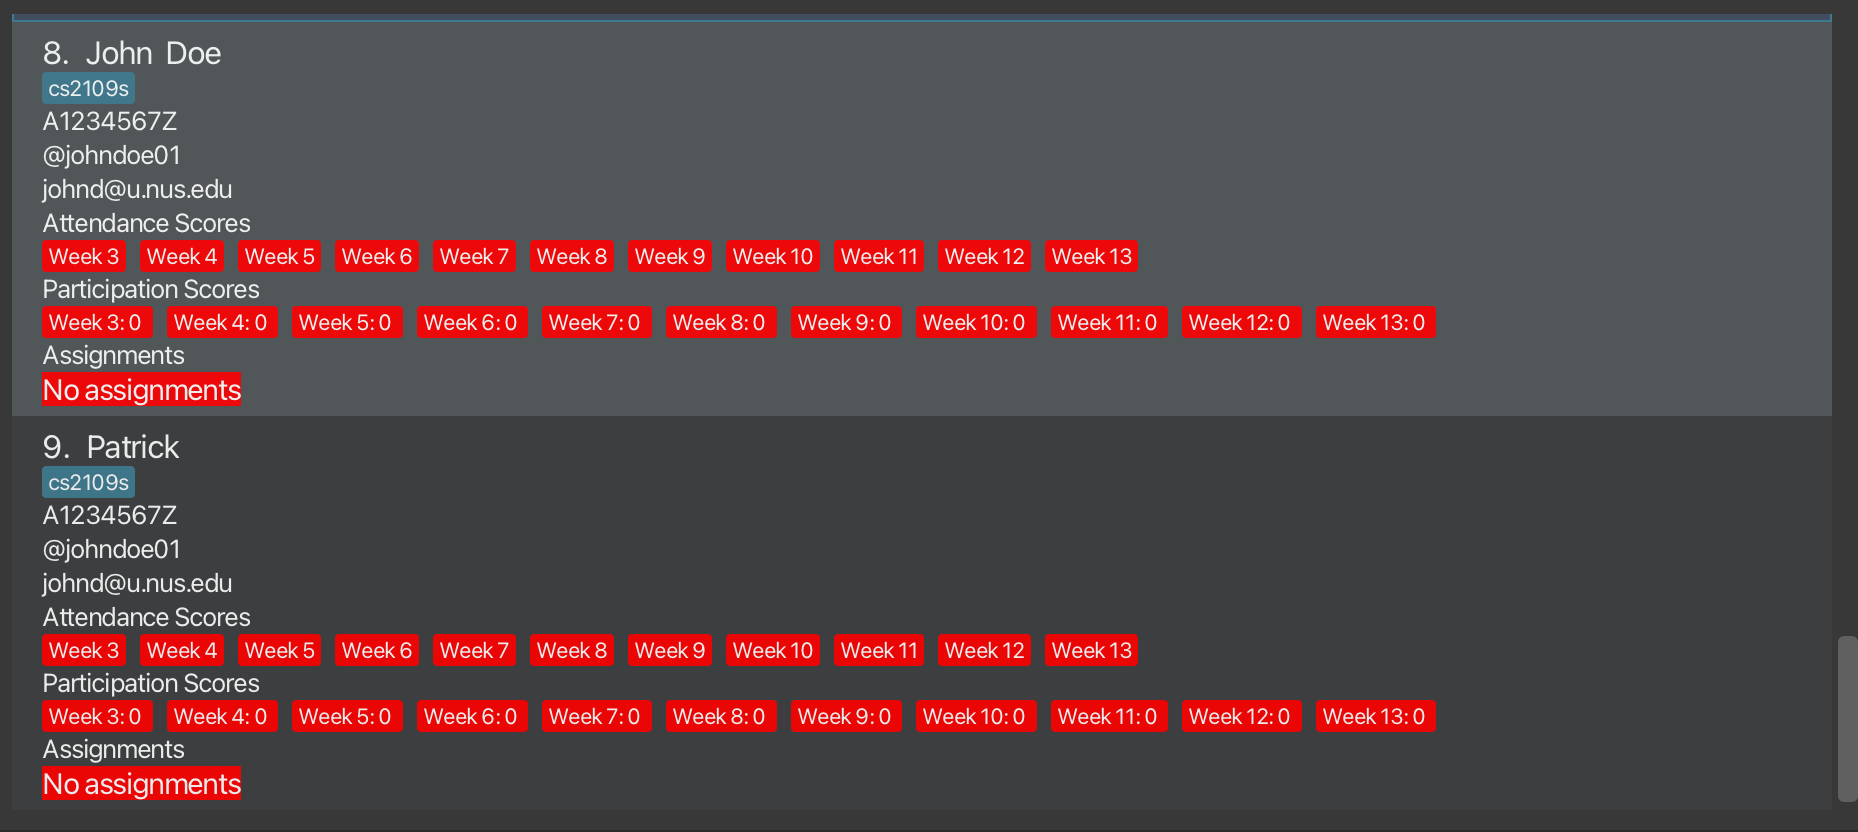 8. John Doe
cs2109s
A1234567Z
@johndoe01
johnd@u.nus.edu
Attendance Scores
Week 3 Week 4 Week 5 Week 6 Week 7 Week 8 Week 9 Week 10 Week 11 Week 12 Week 13
Participation Scores
Week 3: 0 Week 4: 0 Week 5: 0 Week 6: 0 Week 7: 0 Week 8: 0 Week 9: 0 Week 10: 0 Week 11: 0 Week 12: 0 Week 13: 0
Assignments
No assignments
9. Patrick
cs2109s
A1234567Z
@johndoe01
johnd@u.nus.edu
Attendance Scores
Week 3 Week 4 Week 5 Week 6 Week 7 Week 8 Week 9 Week 10 Week 11 Week 12 Week 13
Participation Scores
Week 3: 0 Week 4: 0 Week 5: 0 Week 6: 0 Week 7: 0 Week 8: 0 Week 9: 0 Week 10: 0 Week 11: 0 Week 12: 0 Week 13: 0
Assignments
No assignments